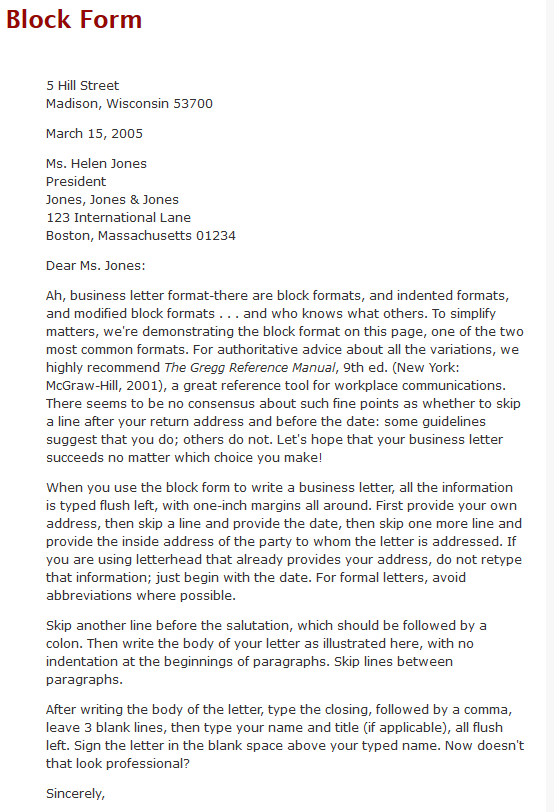 Block Form
5 Hill Street
Madison, Wisconsin 53700
March 15, 2005
Ms. Helen Jones
President
Jones, Jones & Jones
123 International Lane
Boston, Massachusetts 01234
Dear Ms. Jones:
Ah, business letter format-there are block formats, and indented formats,
and modified block formats . . . and who knows what others. To simplify
matters, we're demonstrating the block format on this page, one of the two
most common formats. For authoritative advice about all the variations, we
highly recommend The Gregg Reference Manual, 9th ed. (New York:
McGraw-Hill, 2001), a great reference tool for workplace communications.
There seems to be no consensus about such fine points as whether to skip
a line after your return address and before the date: some guidelines
suggest that you do; others do not. Let's hope that your business letter
succeeds no matter which choice you make!
When you use the block form to write a business letter, all the information
is typed flush left, with one-inch margins all around. First provide your own
address, then skip a line and provide the date, then skip one more line and
provide the inside address of the party to whom the letter is addressed. If
you are using letterhead that already provides your address, do not retype
that information; just begin with the date. For formal letters, avoid
abbreviations where possible.
Skip another line before the salutation, which should be followed by a
colon. Then write the body of your letter as illustrated here, with no
indentation at the beginnings of paragraphs. Skip lines between
paragraphs.
After writing the body of the letter, type the closing, followed by a comma,
leave 3 blank lines, then type your name and title (if applicable), all flush
left. Sign the letter in the blank space above your typed name. Now doesn't
that look professional?
Sincerely,